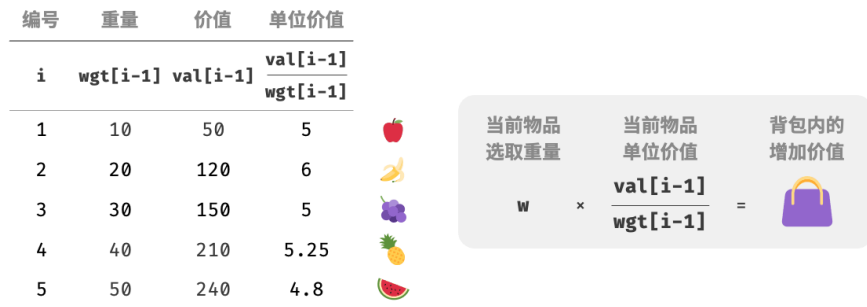 编号 重量 价值 单位价值
i wgt[i-1] val[i-1] val[i-1]
wgt[i-1]
1 10 50 5
2 20 120 6
3 30 150 5
4 40 210 5.25
5 50 240 4.8
当前物品 当前物品 背包内的
选取重量 单位价值 增加价值
w × val[i-1] =
wgt[i-1]